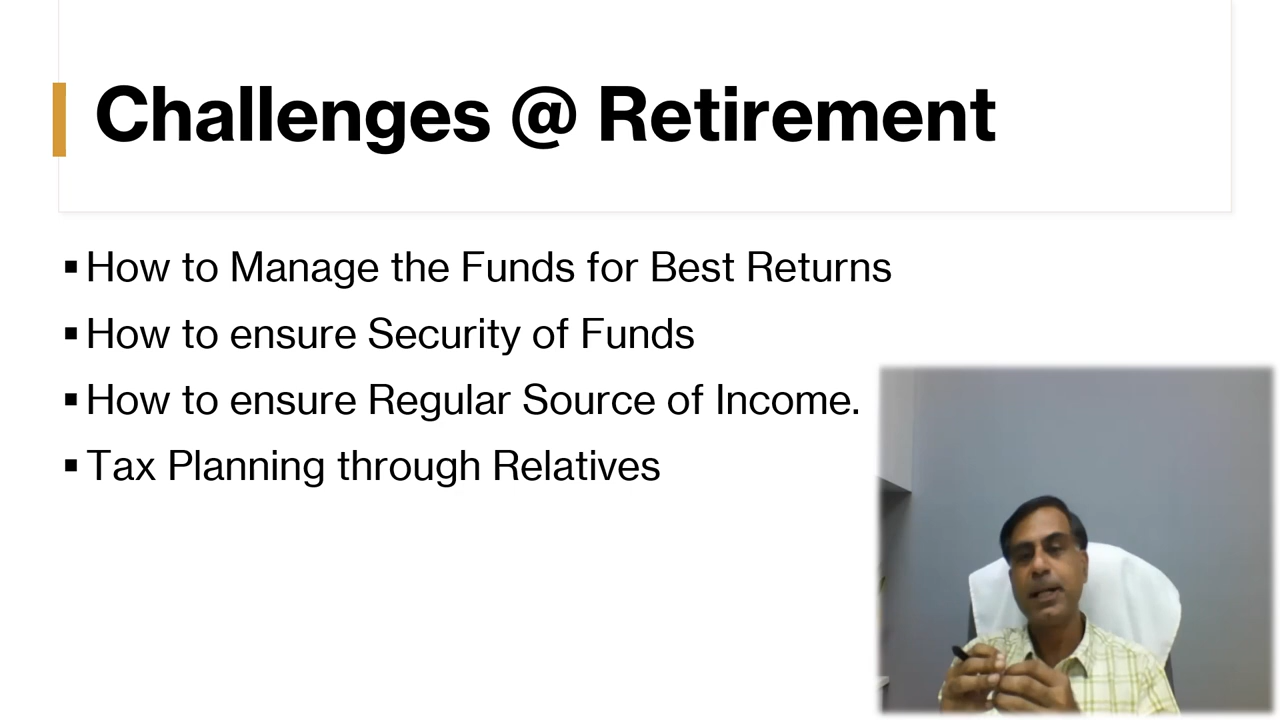 Challenges @ Retirement
▪ How to Manage the Funds for Best Returns
▪ How to ensure Security of Funds
▪ How to ensure Regular Source of Income.
▪ Tax Planning through Relatives